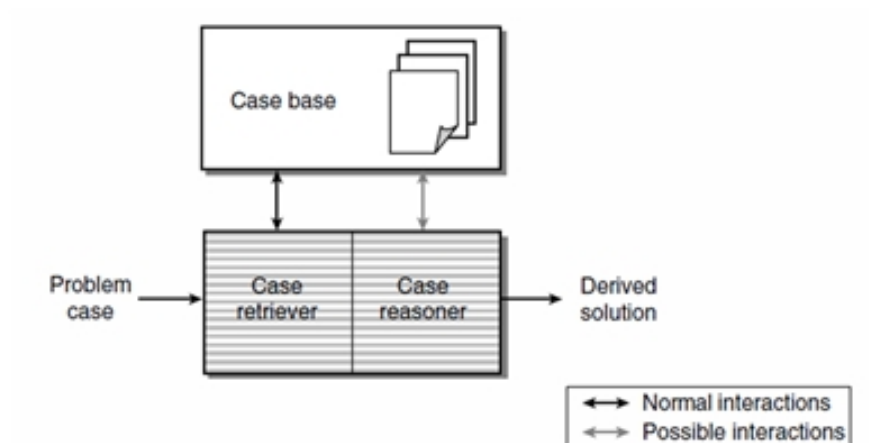 Case base
Problem
case
Case
retriever
Case
reasoner
Derived
solution
Normal interactions
Possible interactions